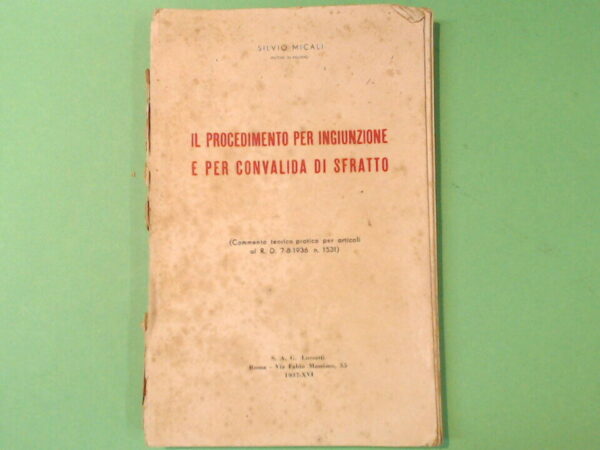 SILVIO MICALI
IL PROCEDIMENTO PER INGIUNZIONE
E PER CONVALIDA DI SFRATTO
(Commento teorico pratico per articoli
al R. D. 7-8-1936 n. 1531)
S. A. G. Luzzatti
Roma - Via Fabio Massimo, 55
1937-XVI